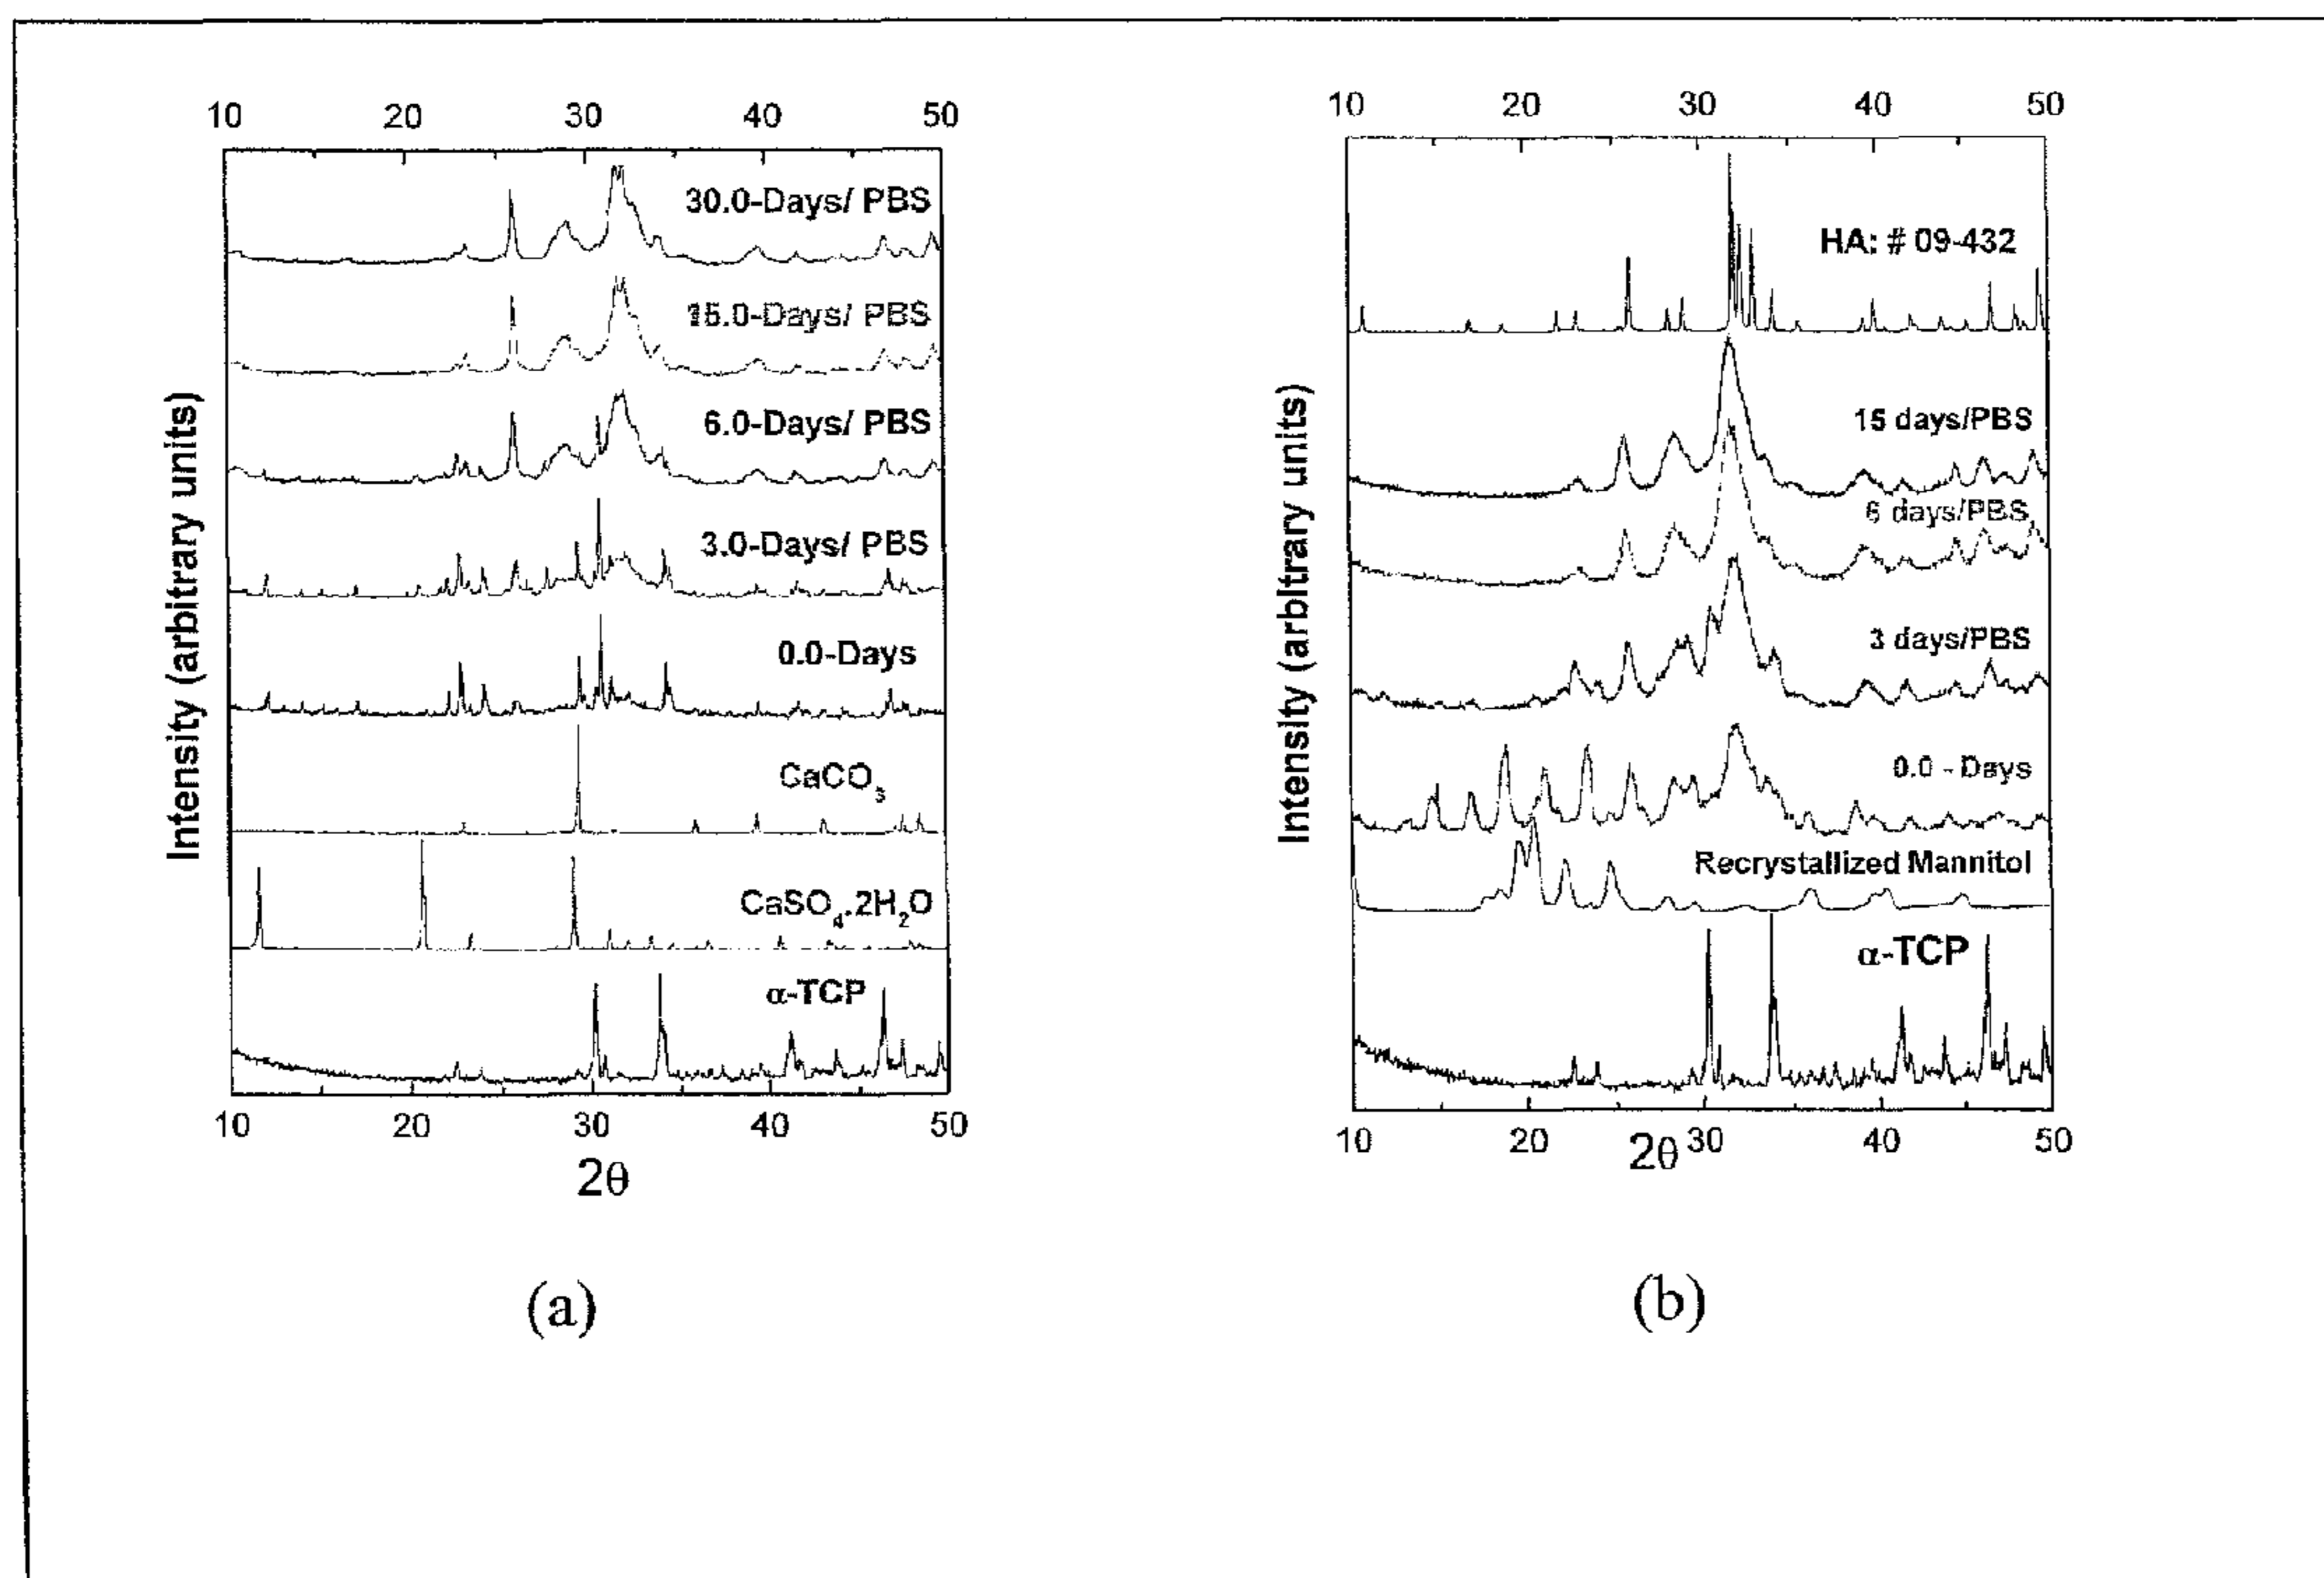 10 20 30 40 50
30.0-Days/ PBS
15.0-Days/ PBS
6.0-Days/ PBS
3.0-Days/ PBS
0.0-Days
CaCO3
CaSO4.2H2O
α-TCP
Intensity (arbitrary units)
10 20 30 40 50
2θ
(a)
10 20 30 40 50
HA: # 09-432
15 days/PBS
6 days/PBS
3 days/PBS
0.0 - Days
Recrystallized Mannitol
α-TCP
Intensity (arbitrary units)
10 20 30 40 50
2θ
(b)